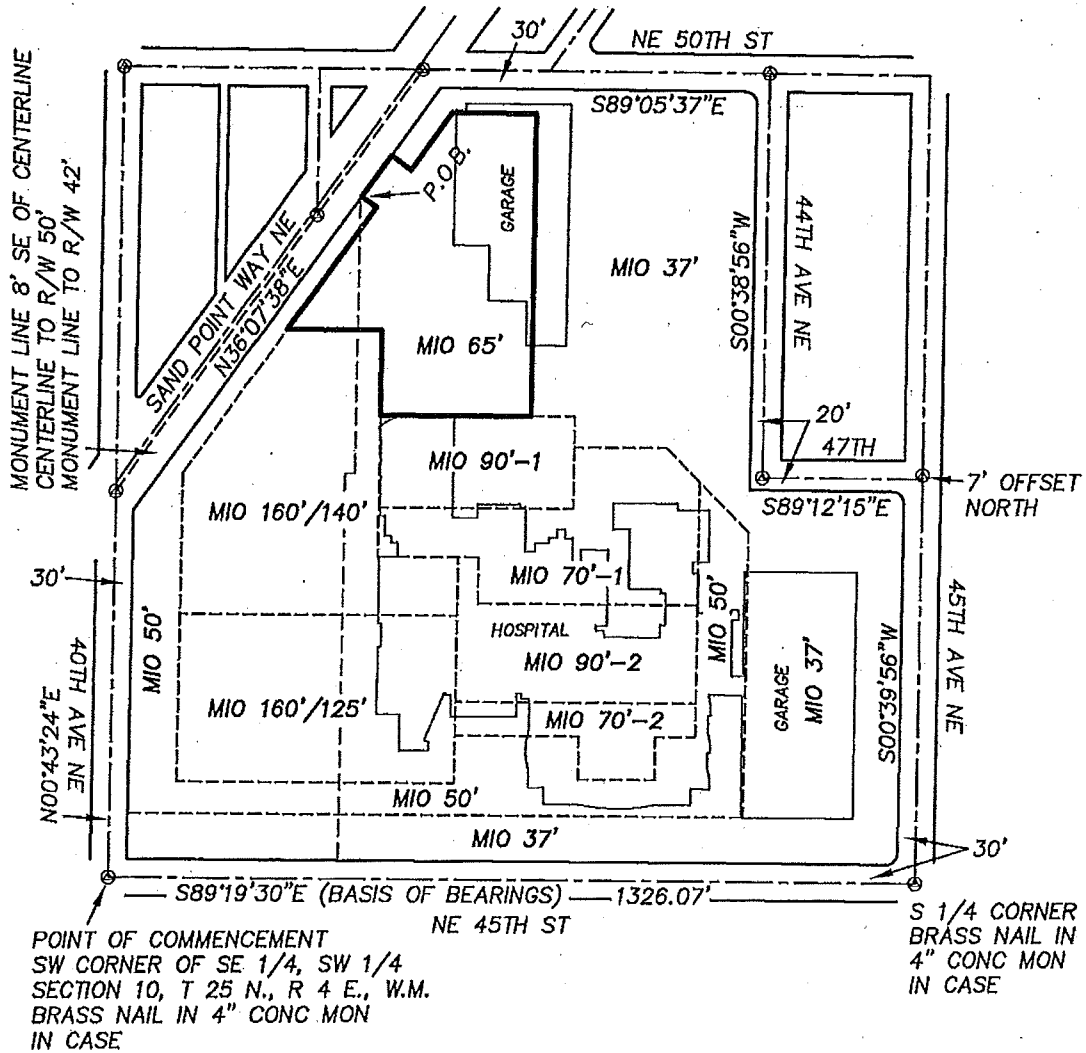 30'
NE 50TH ST
S89°05'37"E
MONUMENT LINE 8' SE OF CENTERLINE
CENTERLINE TO R/W 50'
MONUMENT LINE TO R/W 42'
SAND POINT WAY NE
N36°07'38"E
P.O.B.
GARAGE
MIO 37'
S00°38'56"W
44TH AVE NE
MIO 65'
20'
47TH
7' OFFSET
NORTH
S89°12'15"E
MIO 90'-1
MIO 160'/140'
30'
MIO 70'-1
MIO 50'
MIO 50'
HOSPITAL
MIO 90'-2
40TH AVE NE
N00°43'24"E
MIO 160'/125'
MIO 70'-2
GARAGE
MIO 37'
S00°39'56"W
45TH AVE NE
MIO 50'
MIO 37'
30'
S89°19'30"E (BASIS OF BEARINGS) 1326.07'
NE 45TH ST
POINT OF COMMENCEMENT
SW CORNER OF SE 1/4, SW 1/4
SECTION 10, T 25 N., R 4 E., W.M.
BRASS NAIL IN 4" CONC MON
IN CASE
S 1/4 CORNER
BRASS NAIL IN
4" CONC MON
IN CASE